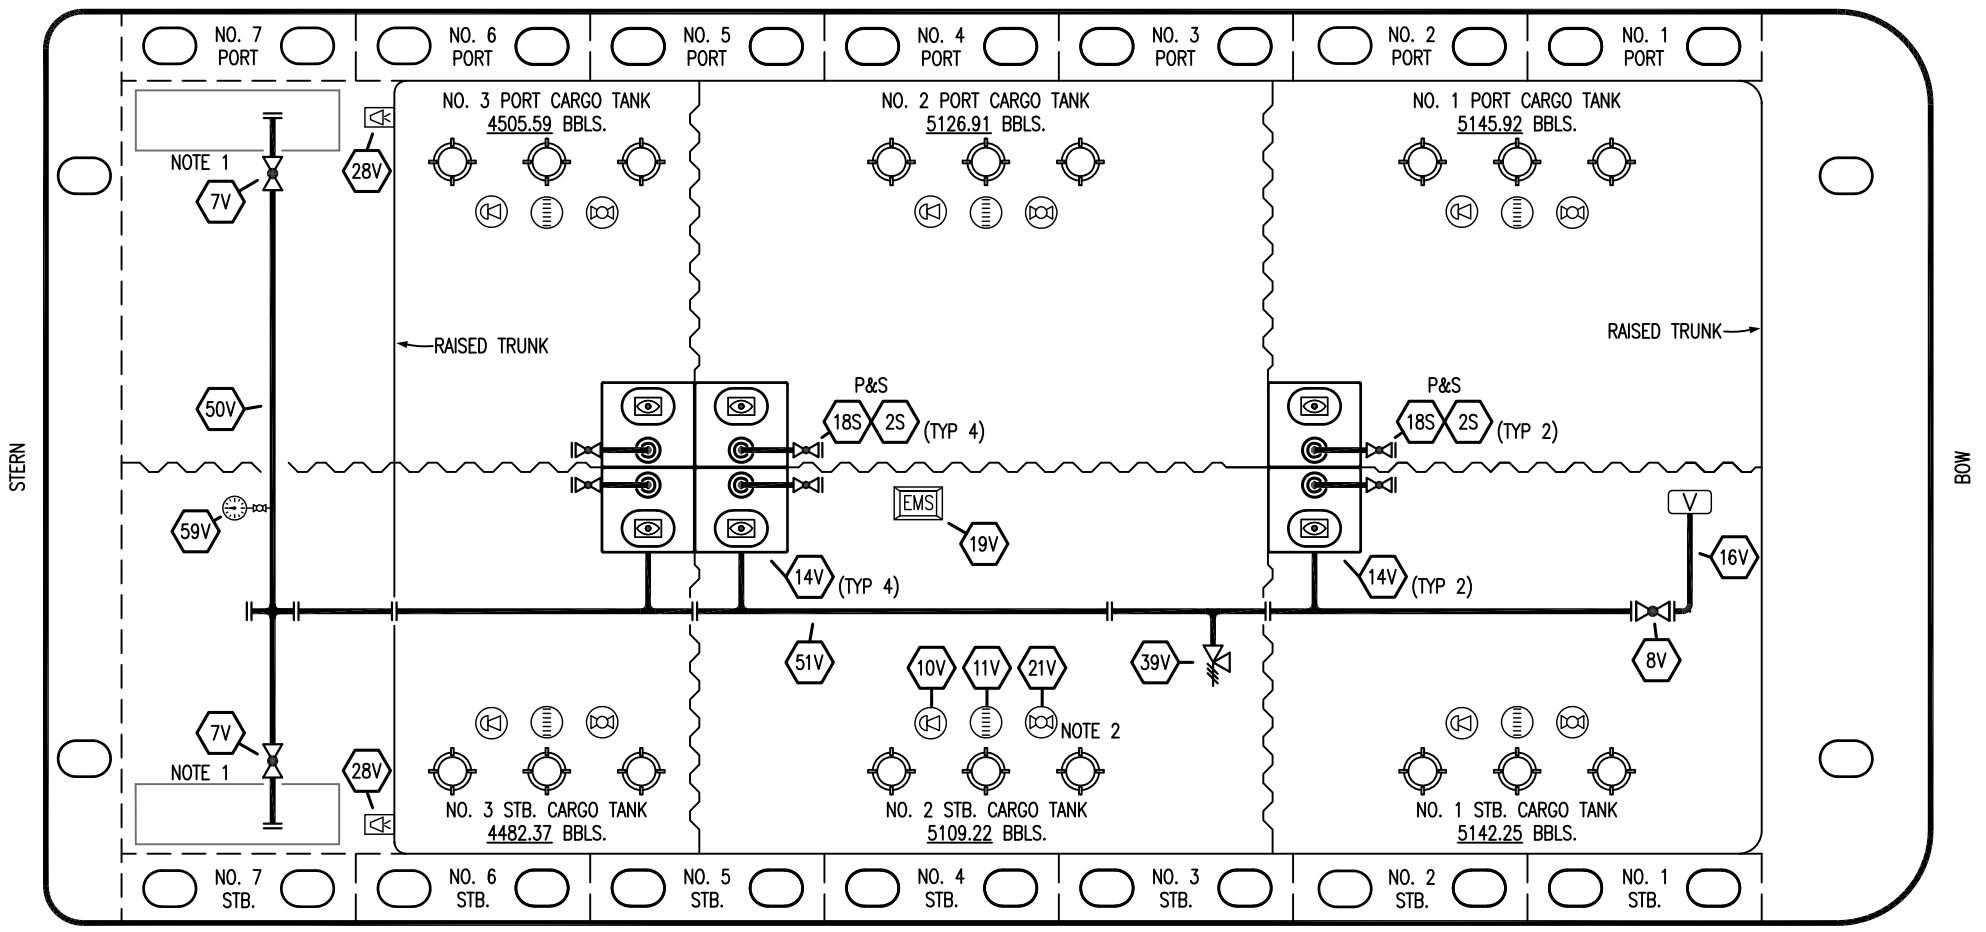 NO. 7
PORT
NO. 6
PORT
NO. 5
PORT
NO. 4
PORT
NO. 3
PORT
NO. 2
PORT
NO. 1
PORT
NO. 3 PORT CARGO TANK
4505.59 BBLS.
NO. 2 PORT CARGO TANK
5126.91 BBLS.
NO. 1 PORT CARGO TANK
5145.92 BBLS.
NOTE 1
28V
7V
RAISED TRUNK
RAISED TRUNK
50V
P&S
18S
2S
(TYP 4)
P&S
18S
2S
(TYP 2)
STERN
BOW
59V
EMS
19V
V
16V
14V
(TYP 4)
14V
(TYP 2)
51V
10V
11V
21V
39V
8V
7V
NOTE 1
28V
NOTE 2
NO. 3 STB. CARGO TANK
4482.37 BBLS.
NO. 2 STB. CARGO TANK
5109.22 BBLS.
NO. 1 STB. CARGO TANK
5142.25 BBLS.
NO. 7
STB.
NO. 6
STB.
NO. 5
STB.
NO. 4
STB.
NO. 3
STB.
NO. 2
STB.
NO. 1
STB.